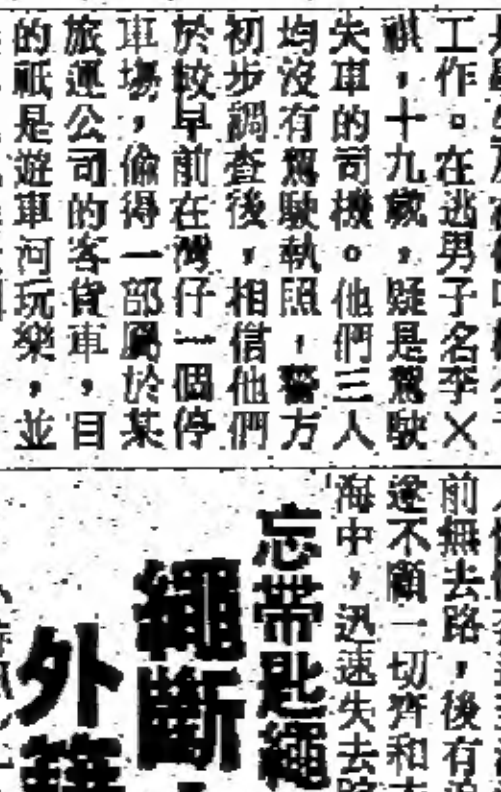 工作。在逃男子名李X
祺，十九歲，疑是駕駛
失車的司機。他們三人
均沒有駕駛執照，警方
初步調查後，相信他們
於較早前在灣仔一個停
車場，偷得一部屬於某
旅運公司的客貨車，目
的祇是遊車河玩樂，並
前無去路，後有
遂不顧一切齊和
海中，迅速失去
忘帶匙繩
繩斷
外籍